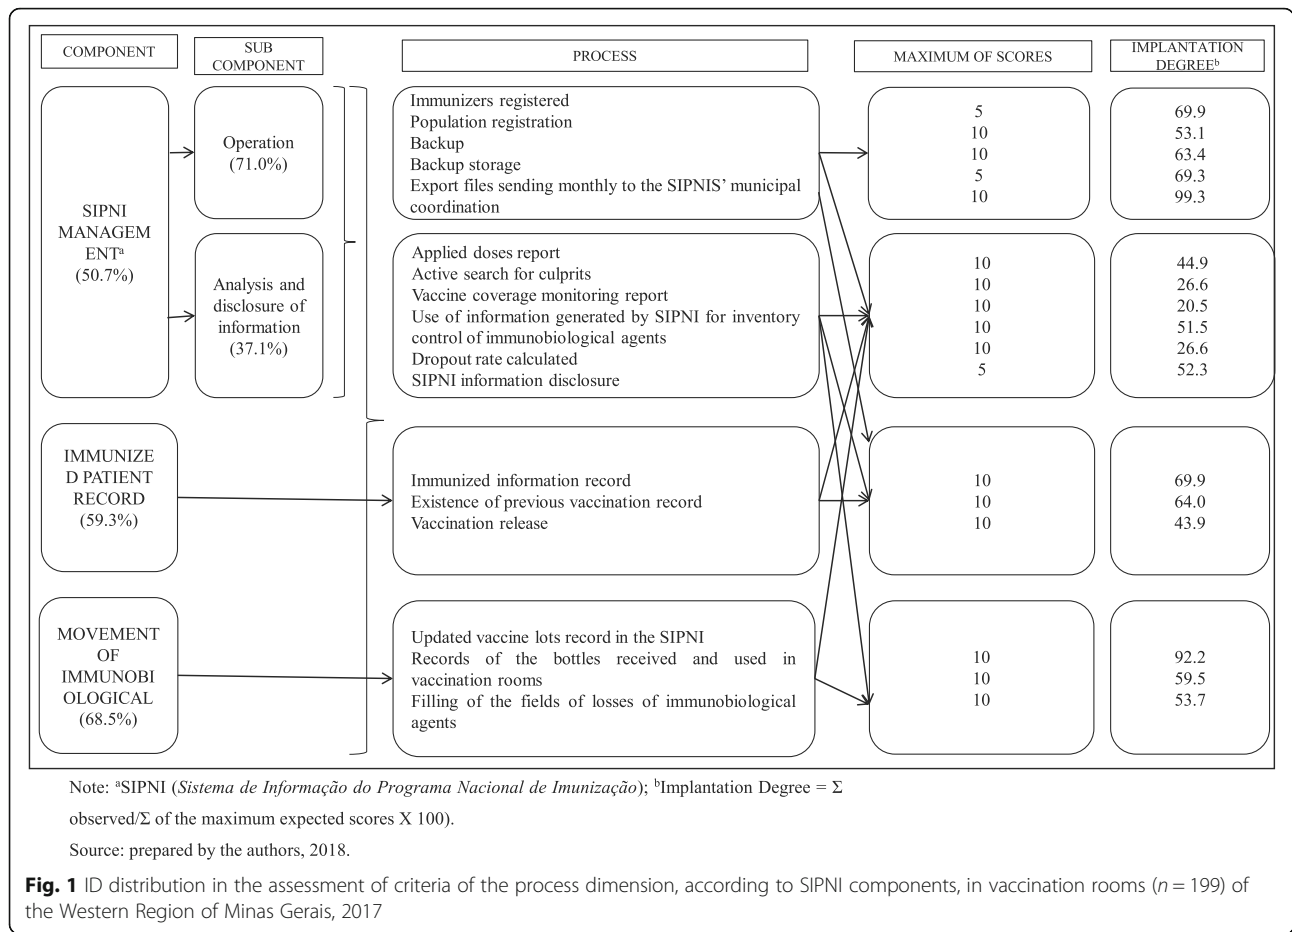 COMPONENT
SUB
COMPONENT
PROCESS
MAXIMUM OF SCORES
IMPLANTATION
DEGREEᵇ
SIPNI
MANAGEM
ENTᵃ
(50.7%)
Operation
(71.0%)
Immunizers registered
Population registration
Backup
Backup storage
Export files sending monthly to the SIPNIS’ municipal
coordination
5
10
10
5
10
69.9
53.1
63.4
69.3
99.3
Analysis and
disclosure of
information
(37.1%)
Applied doses report
Active search for culprits
Vaccine coverage monitoring report
Use of information generated by SIPNI for inventory
control of immunobiological agents
Dropout rate calculated
SIPNI information disclosure
10
10
10
10
10
5
44.9
26.6
20.5
51.5
26.6
52.3
IMMUNIZE
D PATIENT
RECORD
(59.3%)
Immunized information record
Existence of previous vaccination record
Vaccination release
10
10
10
69.9
64.0
43.9
MOVEMENT
OF
IMMUNOBI
OLOGICAL
(68.5%)
Updated vaccine lots record in the SIPNI
Records of the bottles received and used in
vaccination rooms
Filling of the fields of losses of immunobiological
agents
10
10
10
92.2
59.5
53.7
Note: ᵃSIPNI (Sistema de Informação do Programa Nacional de Imunização); ᵇImplantation Degree = Σ
observed/Σ of the maximum expected scores X 100).
Source: prepared by the authors, 2018.
Fig. 1 ID distribution in the assessment of criteria of the process dimension, according to SIPNI components, in vaccination rooms (n = 199) of
the Western Region of Minas Gerais, 2017